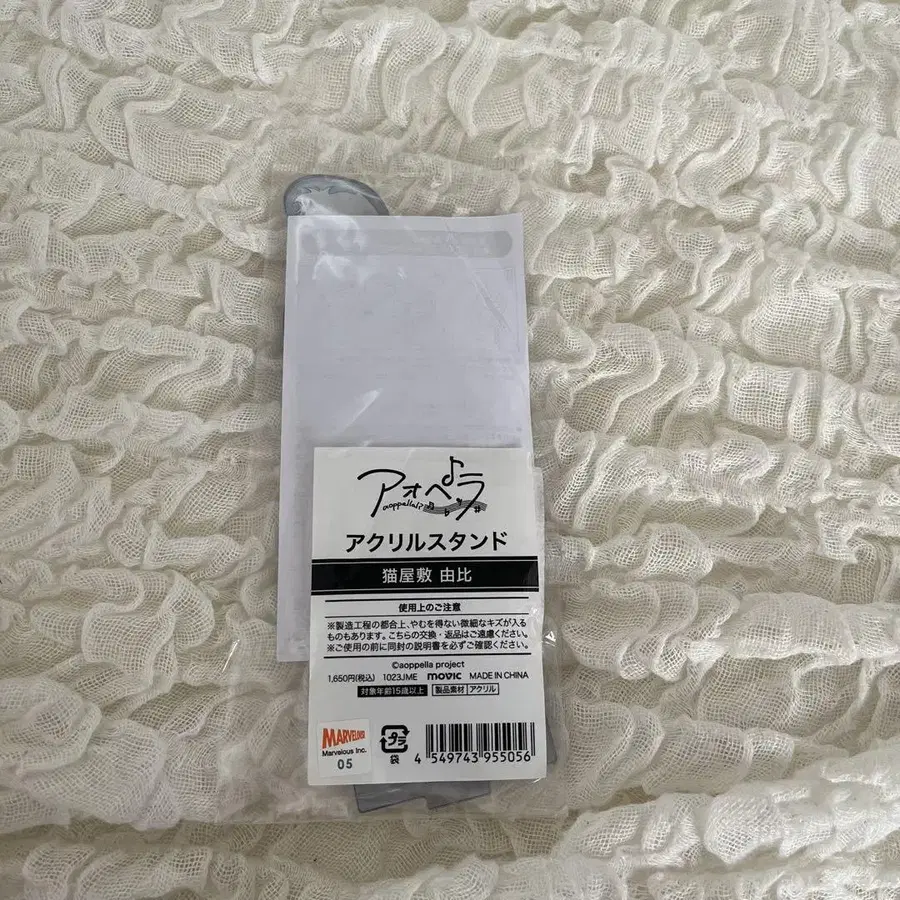 アオペラ
aoppella!?
アクリルスタンド
猫屋敷 由比
使用上のご注意
※製造工程の都合上、やむを得ない微細なキズが入る
ものもあります。こちらの交換・返品はご遠慮ください。
※ご使用の前に同封の説明書を必ずご確認ください。
©aoppella project
1,650円(税込) 1023JME movic MADE IN CHINA
対象年齢15歳以上 製品素材 アクリル
MARVELOUS!
Marvelous Inc.
05
プラ
袋
4 549743 955056